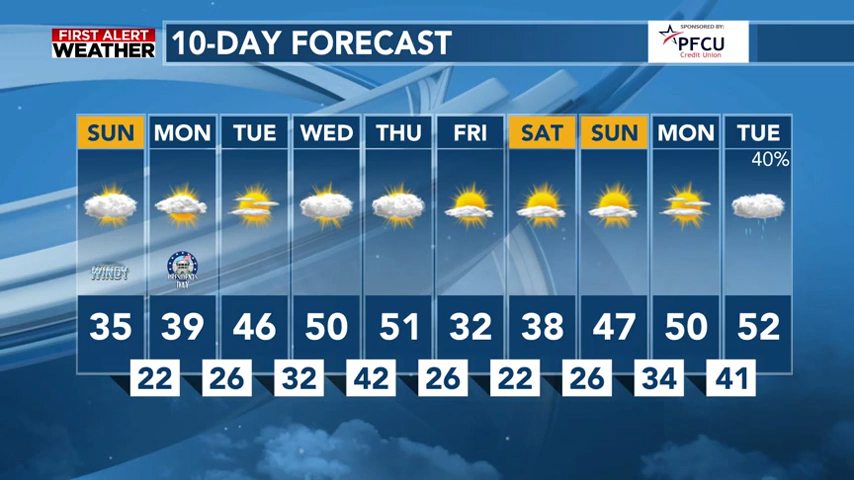 FIRST ALERT
WEATHER
10-DAY FORECAST
SPONSORED BY:
PFCU
Credit Union
SUN MON TUE WED THU FRI SAT SUN MON TUE
40%
WINDY
PRESIDENTS
DAY
35 39 46 50 51 32 38 47 50 52
22 26 32 42 26 22 26 34 41